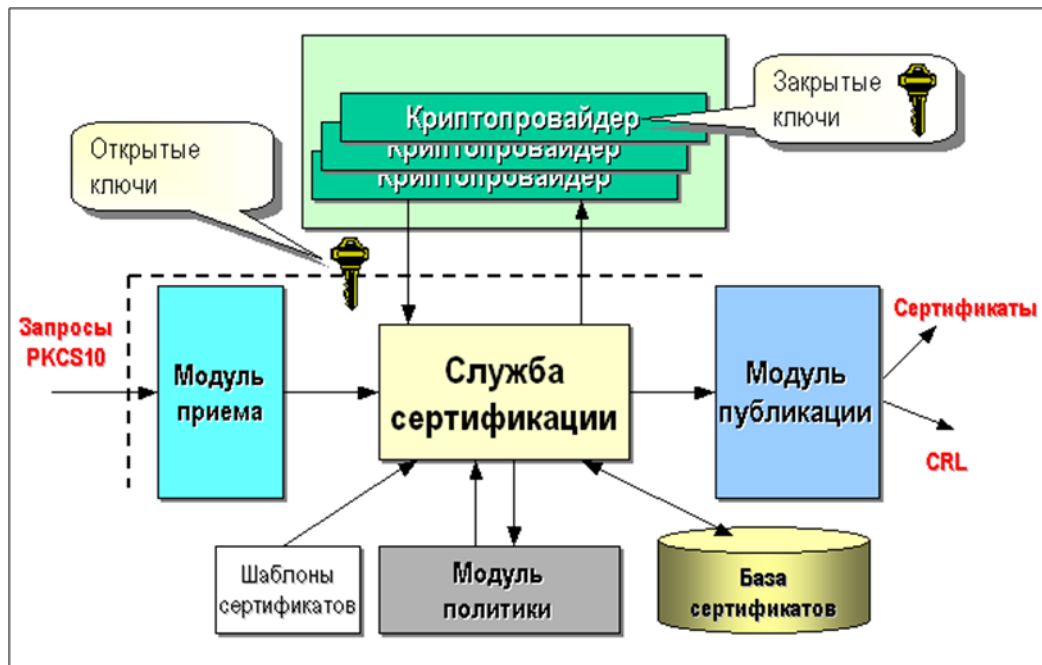 Закрытые
ключи
Криптопровайдер
Криптопровайдер
Криптопровайдер
Открытые
ключи
Запросы
PKCS10
Модуль
приема
Служба
сертификации
Модуль
публикации
Сертификаты
CRL
Шаблоны
сертификатов
Модуль
политики
База
сертификатов